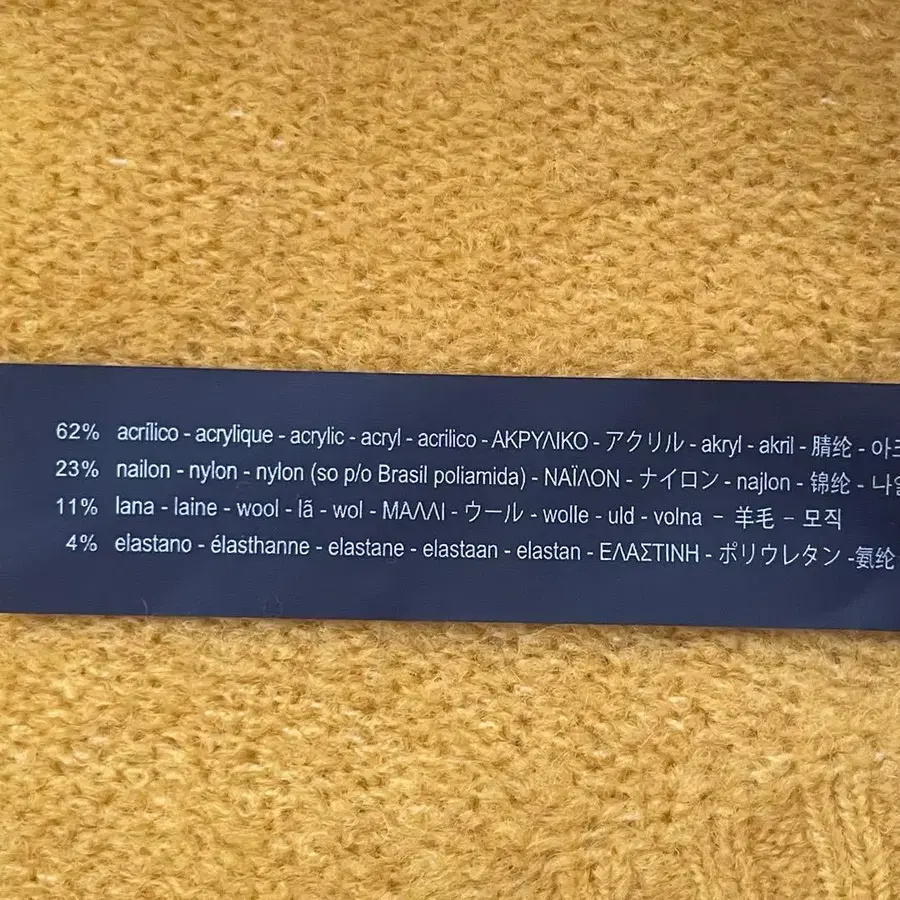 62% acrílico - acrylique - acrylic - acryl - acrilico - ΑΚΡΥΛΙΚΟ - アクリル - akryl - akril - 腈纶 -
23% nailon - nylon - nylon (so p/o Brasil poliamida) - ΝΑΪΛΟΝ - ナイロン - najlon - 锦纶 -
11% lana - laine - wool - lã - wol - ΜΑΛΛΙ - ウール - wolle - uld - volna - 羊毛 - 모직
4% elastano - élasthanne - elastane - elastaan - elastan - ΕΛΑΣΤΙΝΗ - ポリウレタン -氨纶